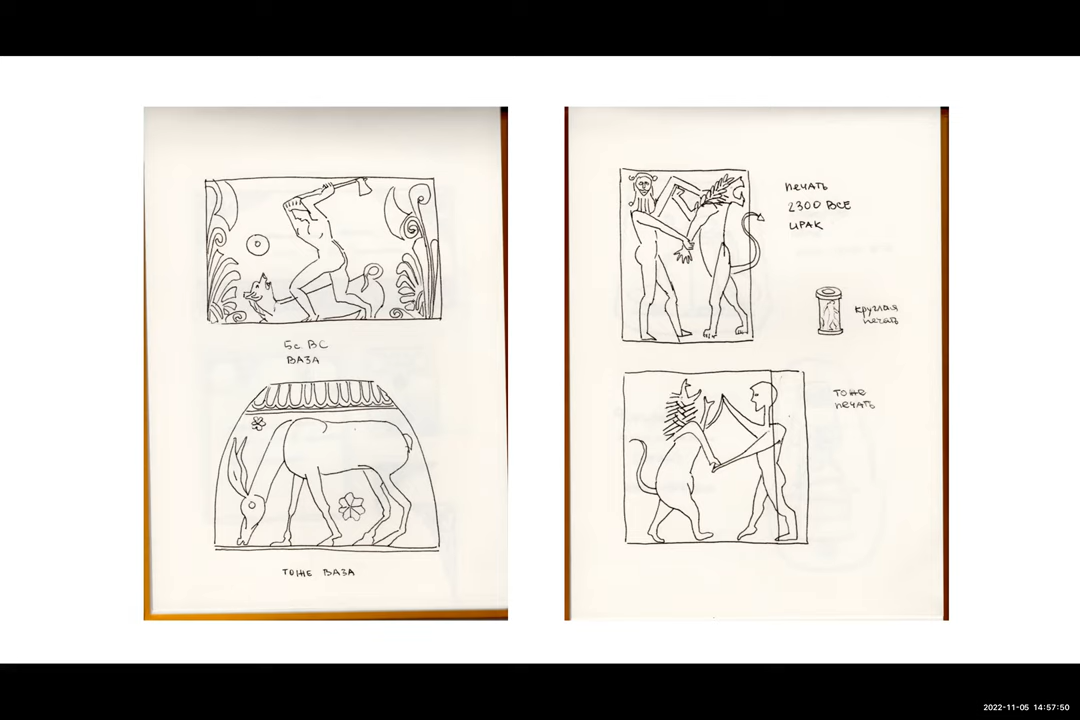 5c BC
ВАЗА
ТОЖЕ ВАЗА
ПЕЧАТЬ
2300 BCE
ИРАК
КРУГЛАЯ
ПЕЧАТЬ
ТОЖЕ
ПЕЧАТЬ
2022-11-05 14:57:50